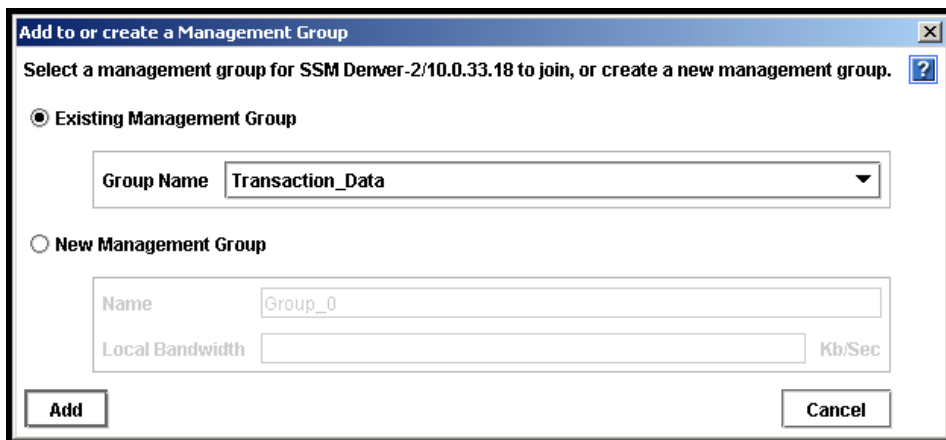 Add to or create a Management Group
Select a management group for SSM Denver-2/10.0.33.18 to join, or create a new management group. ?
Existing Management Group
Group Name Transaction_Data
New Management Group
Name Group_0
Local Bandwidth Kb/Sec
Add Cancel